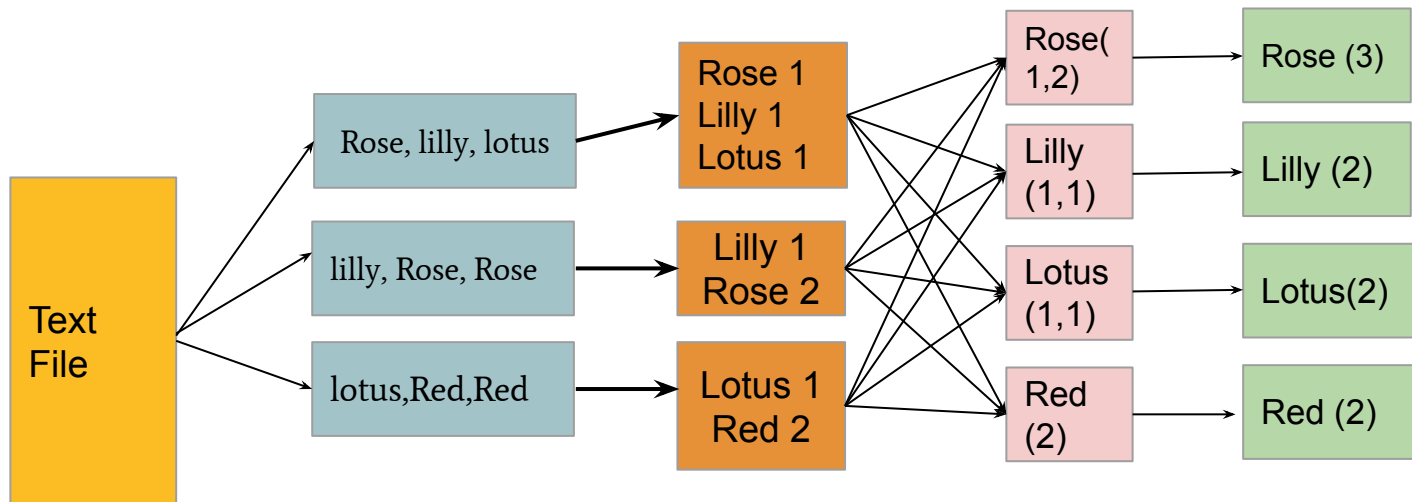 Text
File
Rose, lilly, lotus
lilly, Rose, Rose
lotus,Red,Red
Rose 1
Lilly 1
Lotus 1
Lilly 1
Rose 2
Lotus 1
Red 2
Rose(
1,2)
Lilly
(1,1)
Lotus
(1,1)
Red
(2)
Rose (3)
Lilly (2)
Lotus(2)
Red (2)